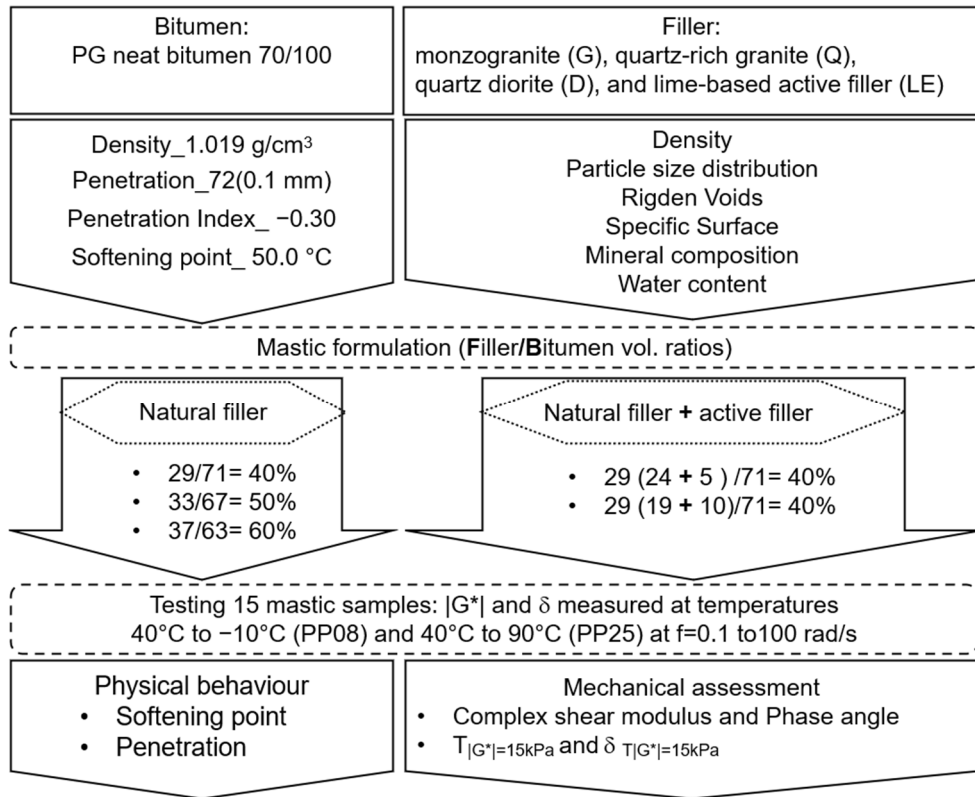 Bitumen:
PG neat bitumen 70/100
Filler:
monzogranite (G), quartz-rich granite (Q),
quartz diorite (D), and lime-based active filler (LE)
Density_1.019 g/cm³
Penetration_72(0.1 mm)
Penetration Index_ −0.30
Softening point_ 50.0 °C
Density
Particle size distribution
Rigden Voids
Specific Surface
Mineral composition
Water content
Mastic formulation (Filler/Bitumen vol. ratios)
Natural filler
• 29/71= 40%
• 33/67= 50%
• 37/63= 60%
Natural filler + active filler
• 29 (24 + 5 ) /71= 40%
• 29 (19 + 10)/71= 40%
Testing 15 mastic samples: |G*| and δ measured at temperatures
40°C to −10°C (PP08) and 40°C to 90°C (PP25) at f=0.1 to100 rad/s
Physical behaviour
• Softening point
• Penetration
Mechanical assessment
• Complex shear modulus and Phase angle
• T|G*|=15kPa and δ T|G*|=15kPa